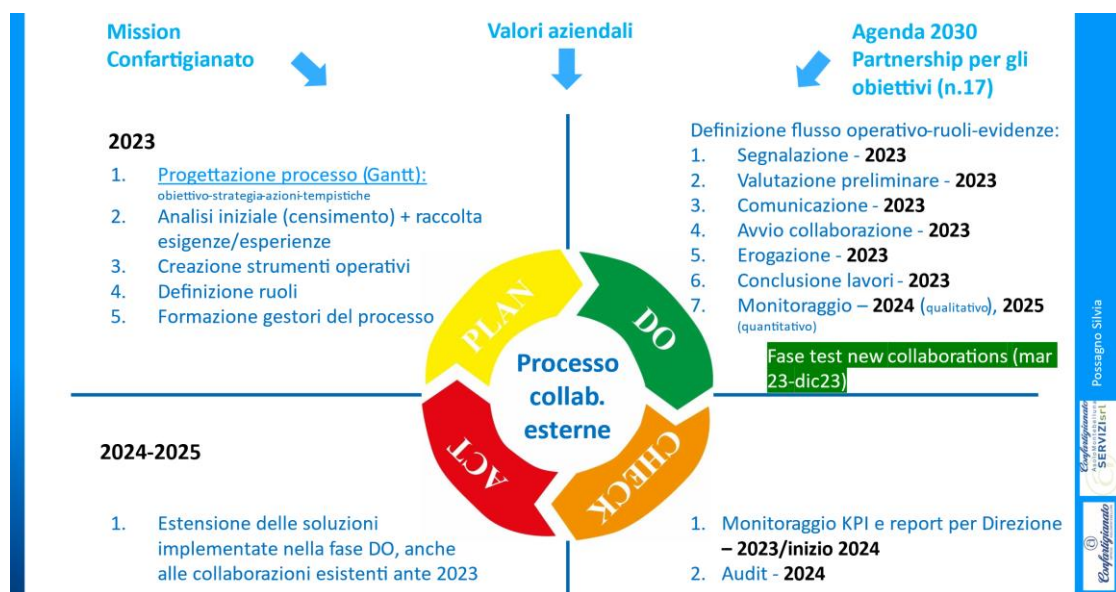 Mission
Confartigianato
Valori aziendali
Agenda 2030
Partnership per gli
obiettivi (n.17)
2023
1. Progettazione processo (Gantt):
obiettivo-strategia-azioni-tempistiche
2. Analisi iniziale (censimento) + raccolta
esigenze/esperienze
3. Creazione strumenti operativi
4. Definizione ruoli
5. Formazione gestori del processo
Definizione flusso operativo-ruoli-evidenze:
1. Segnalazione - 2023
2. Valutazione preliminare - 2023
3. Comunicazione - 2023
4. Avvio collaborazione - 2023
5. Erogazione - 2023
6. Conclusione lavori - 2023
7. Monitoraggio – 2024 (qualitativo), 2025
(quantitativo)
Fase test new collaborations (mar
23-dic23)
PLAN
DO
CHECK
ACT
Processo
collab.
esterne
2024-2025
1. Estensione delle soluzioni
implementate nella fase DO, anche
alle collaborazioni esistenti ante 2023
1. Monitoraggio KPI e report per Direzione
– 2023/inizio 2024
2. Audit - 2024
Possagno Silvia
Confartigianato
SERVIZIsrl
Confartigianato